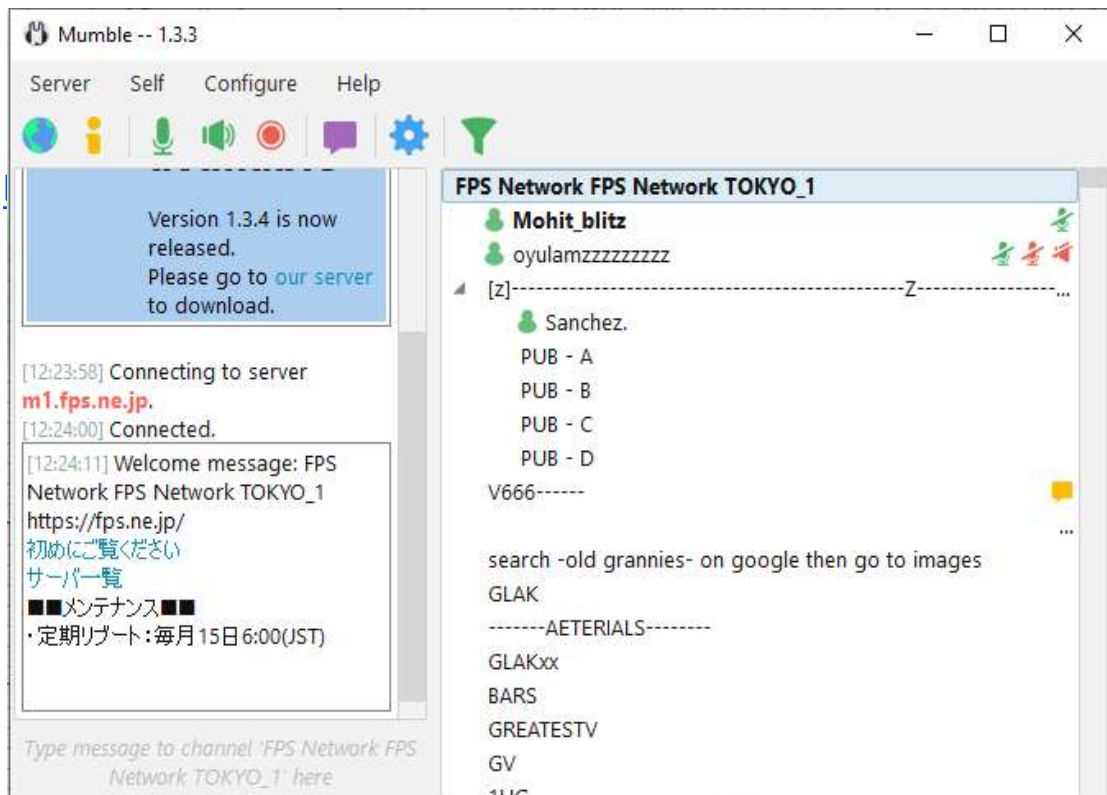 Mumble -- 1.3.3
Server Self Configure Help
Version 1.3.4 is now
released.
Please go to our server
to download.
[12:23:58] Connecting to server
m1.fps.ne.jp.
[12:24:00] Connected.
[12:24:11] Welcome message: FPS
Network FPS Network TOKYO_1
https://fps.ne.jp/
初めにご覧ください
サーバ一覧
■■メンテナンス■■
・定期リブート：毎月15日6:00(JST)
Type message to channel 'FPS Network FPS
Network TOKYO_1' here
FPS Network FPS Network TOKYO_1
Mohit_blitz
oyulamzzzzzzzzz
[z]-------------------------------------------------Z-----------------...
Sanchez.
PUB - A
PUB - B
PUB - C
PUB - D
V666------
...
search -old grannies- on google then go to images
GLAK
-------AETERIALS--------
GLAKxx
BARS
GREATESTV
GV